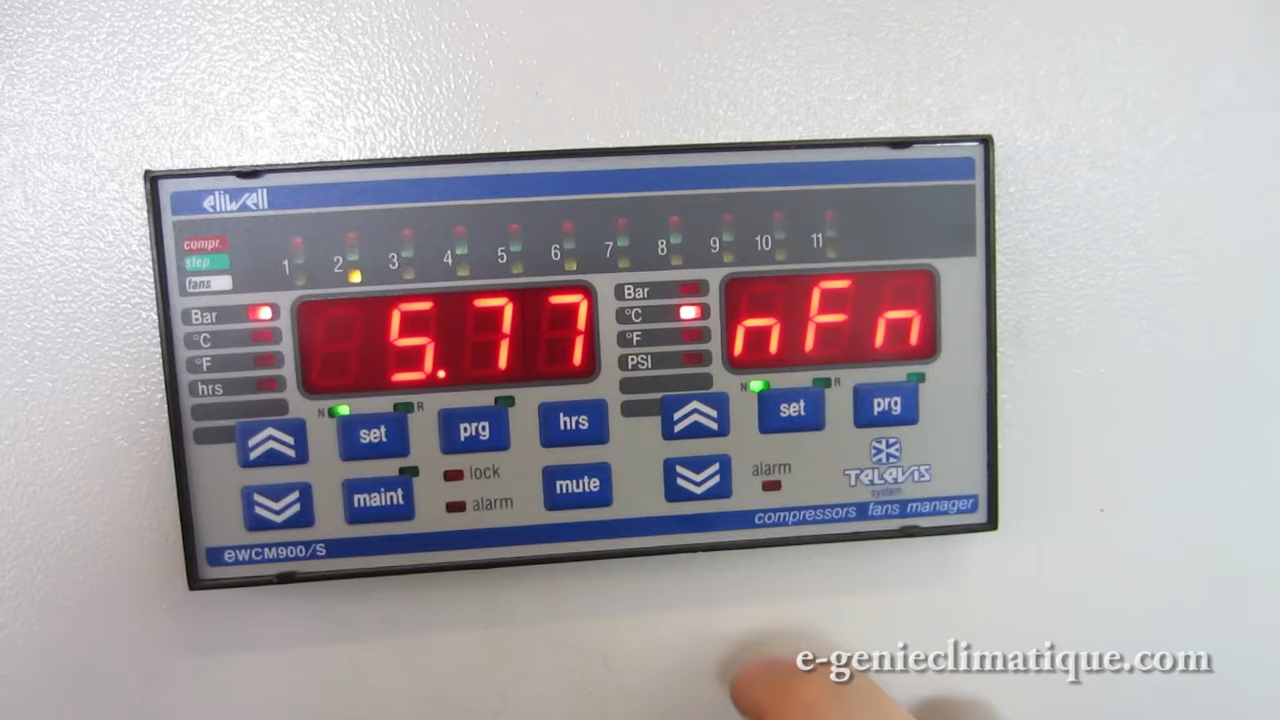 eliwell
compr.
step
fans
1 2 3 4 5 6 7 8 9 10 11
Bar
°C
°F
hrs
5.77
Bar
°C
°F
PSI
nFn
N R
set
prg
hrs
N R
set
prg
maint
lock
alarm
mute
alarm
TELEVIS
system
compressors fans manager
eWCM900/S
e-genieclimatique.com